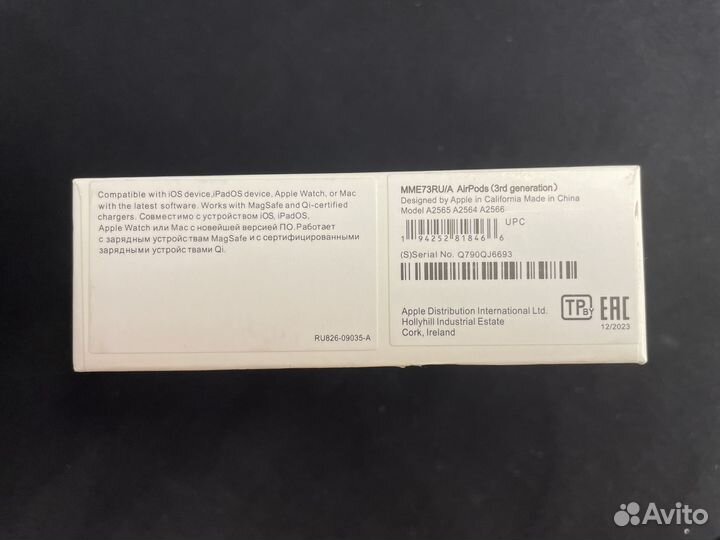 Compatible with iOS device,iPadOS device, Apple Watch, or Mac
with the latest software. Works with MagSafe and Qi-certified
chargers. Совместимо с устройством iOS, iPadOS,
Apple Watch или Mac с новейшей версией ПО. Работает
с зарядным устройствам MagSafe и с сертифицированными
зарядными устройствами Qi.
RU826-09035-A
MME73RU/A AirPods (3rd generation)
Designed by Apple in California Made in China
Model A2565 A2564 A2566
UPC
1 94252 81846 6
(S)Serial No. Q790QJ6693
Apple Distribution International Ltd.
Hollyhill Industrial Estate
Cork, Ireland
TP BY EAC
12/2023
Avito